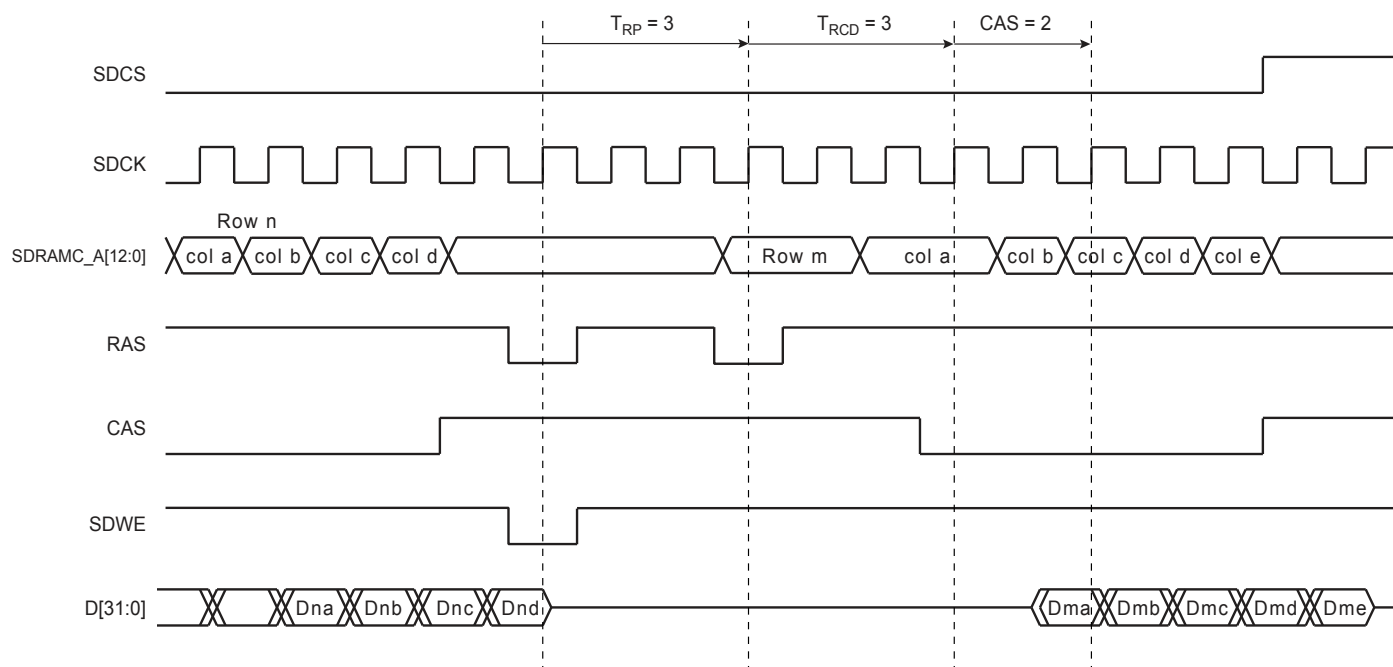 T_RP = 3 T_RCD = 3 CAS = 2
SDCS
SDCK
Row n
SDRAMC_A[12:0] col a col b col c col d Row m col a col b col c col d col e
RAS
CAS
SDWE
D[31:0] Dna Dnb Dnc Dnd Dma Dmb Dmc Dmd Dme